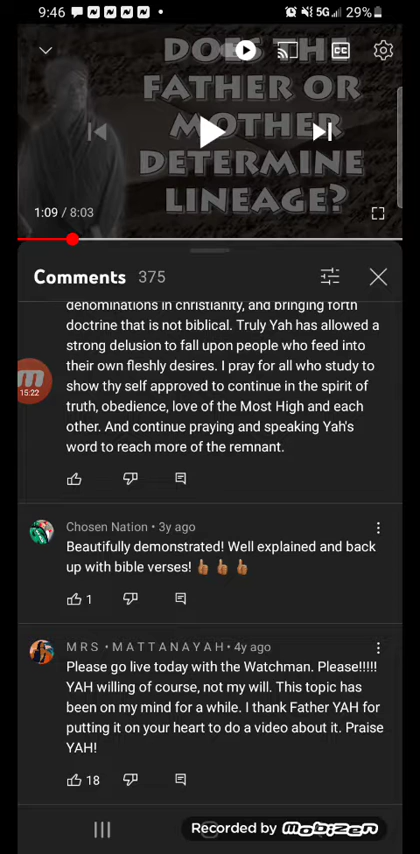 9:46
5G 29%
DOES THE
FATHER OR
MOTHER
DETERMINE
LINEAGE?
CC
1:09 / 8:03
Comments 375
denominations in christianity, and bringing forth
doctrine that is not biblical. Truly Yah has allowed a
strong delusion to fall upon people who feed into
their own fleshly desires. I pray for all who study to
show thy self approved to continue in the spirit of
truth, obedience, love of the Most High and each
other. And continue praying and speaking Yah's
word to reach more of the remnant.
15:22
Chosen Nation • 3y ago
Beautifully demonstrated! Well explained and back
up with bible verses!
1
M R S • M A T T A N A Y A H • 4y ago
Please go live today with the Watchman. Please!!!!!
YAH willing of course, not my will. This topic has
been on my mind for a while. I thank Father YAH for
putting it on your heart to do a video about it. Praise
YAH!
18
Recorded by mobizen